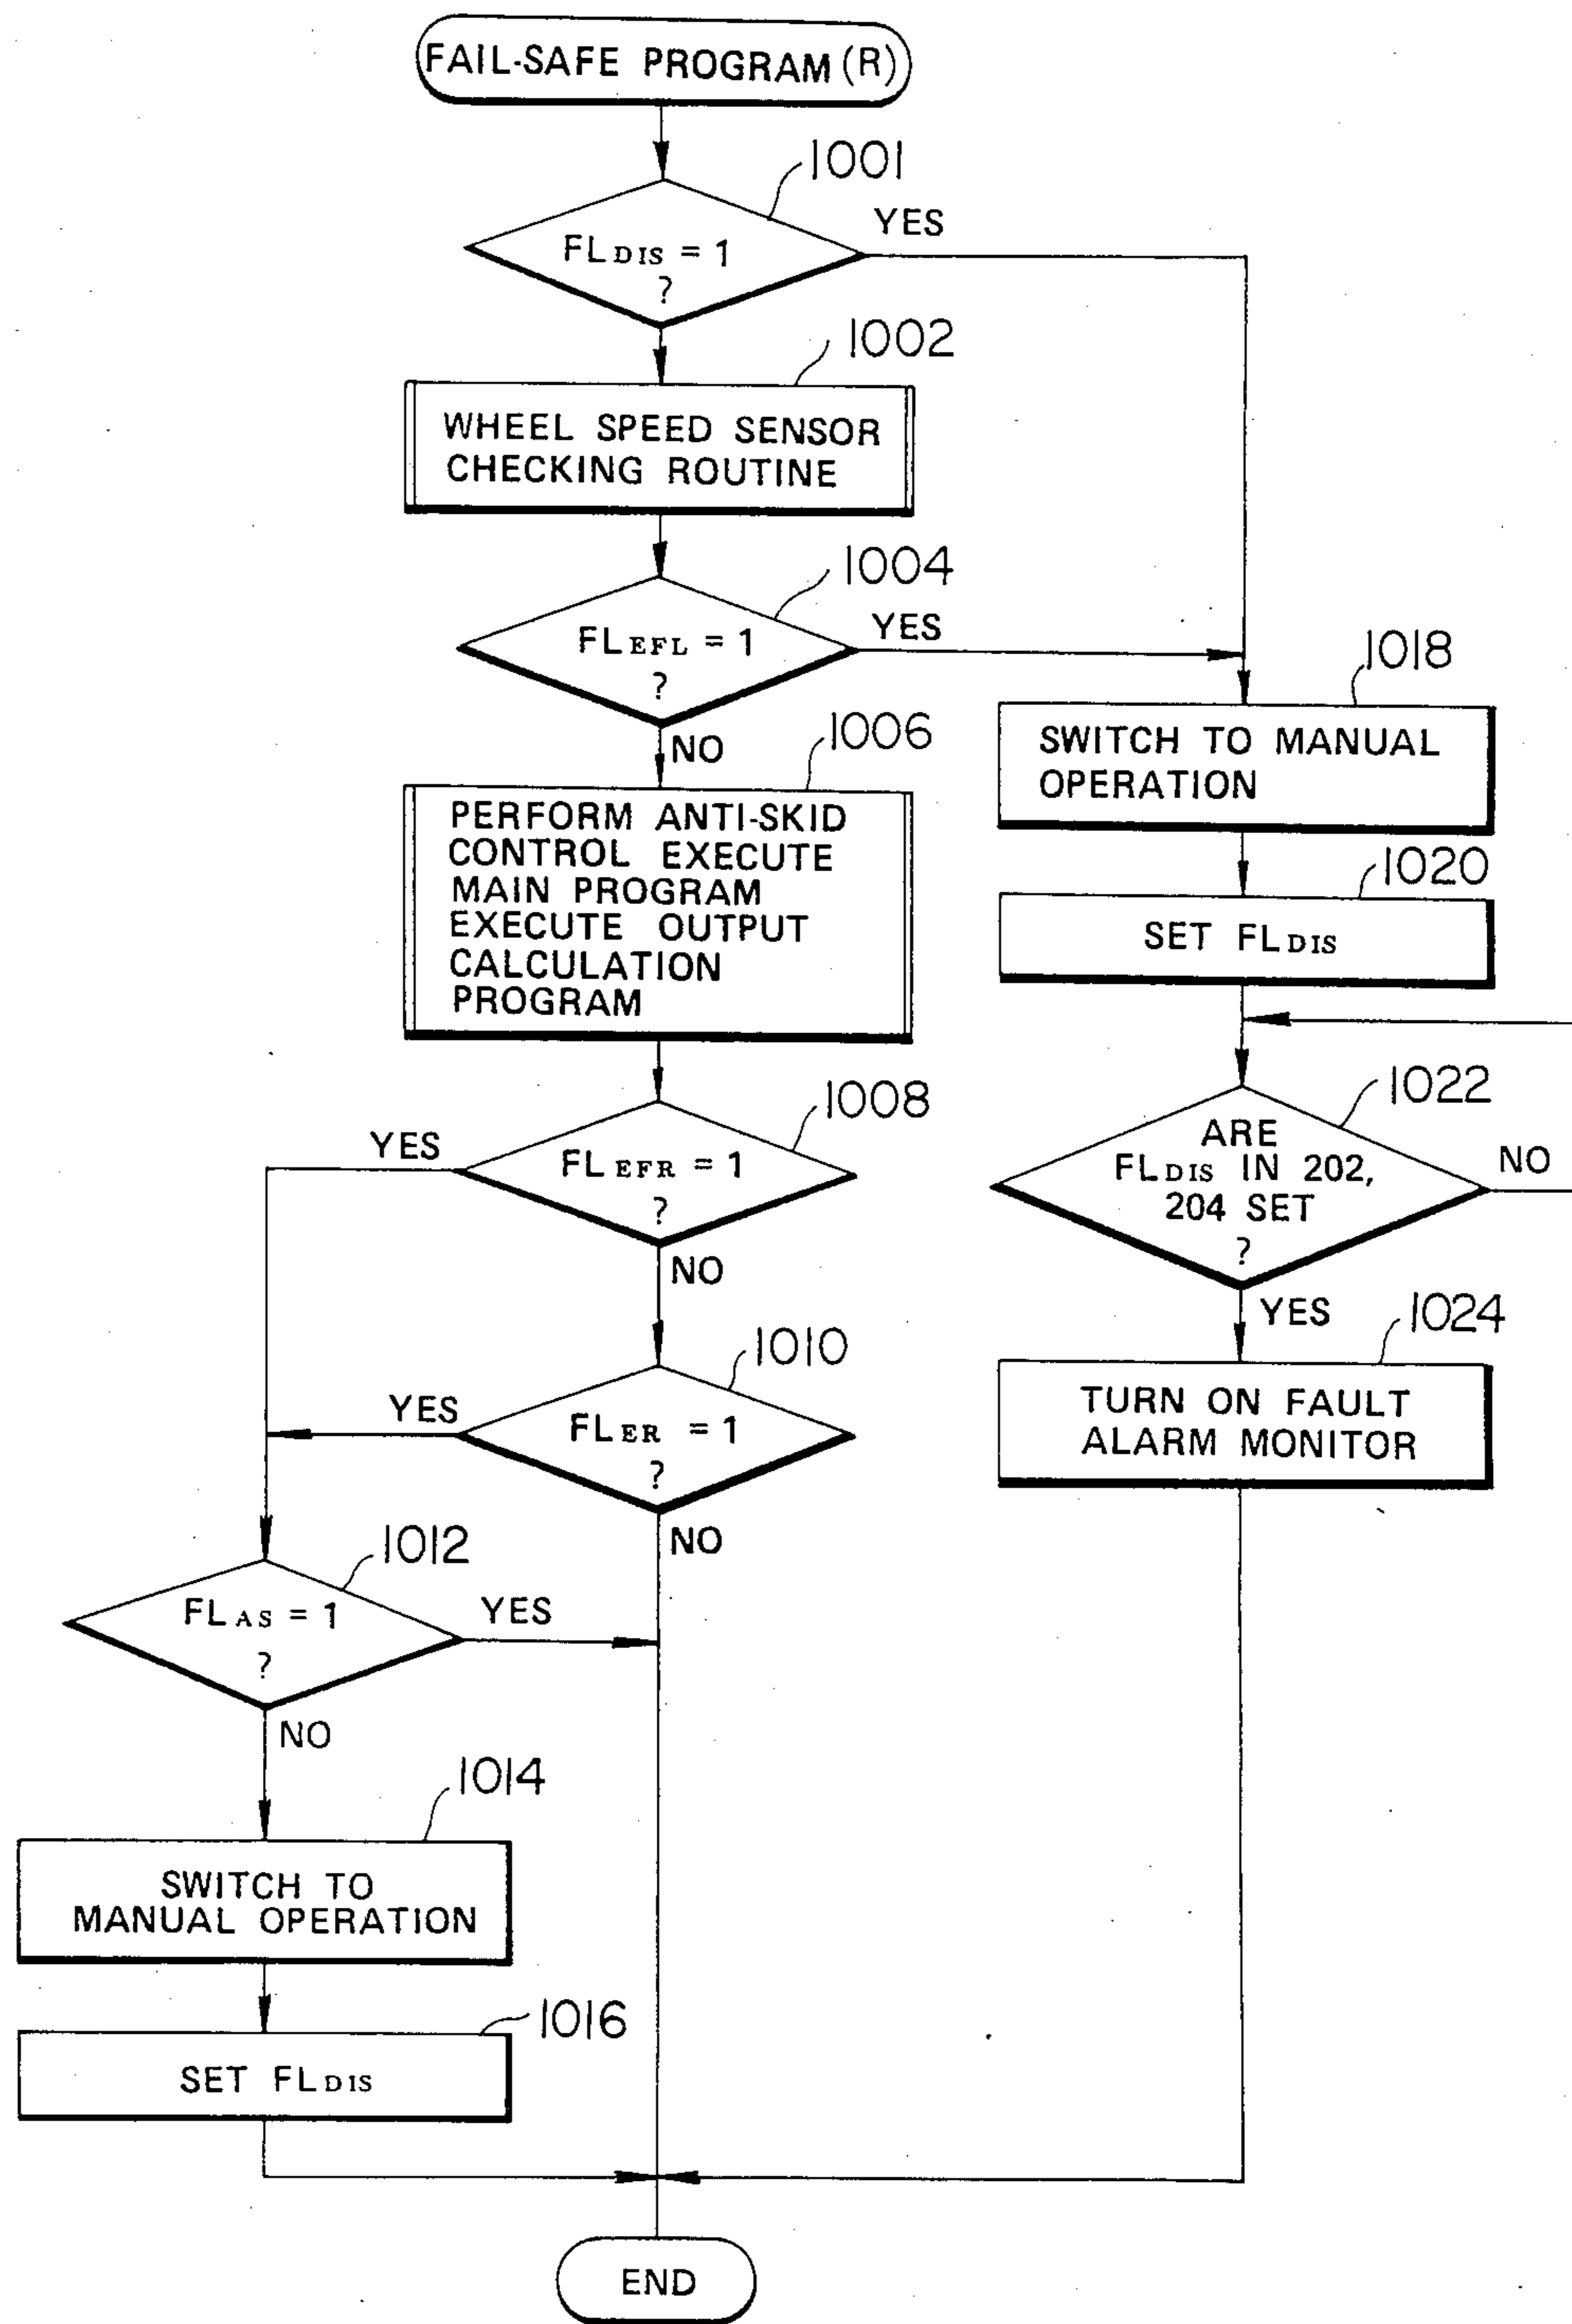 FAIL-SAFE PROGRAM (R)
1001
FLDIS = 1
?
YES
1002
WHEEL SPEED SENSOR
CHECKING ROUTINE
1004
FLEFL = 1
?
YES
NO
1006
PERFORM ANTI-SKID
CONTROL EXECUTE
MAIN PROGRAM
EXECUTE OUTPUT
CALCULATION
PROGRAM
1018
SWITCH TO MANUAL
OPERATION
1020
SET FLDIS
1008
YES
FLEFR = 1
?
NO
1022
ARE
FLDIS IN 202,
204 SET
?
NO
YES
1010
YES
FLER = 1
?
NO
1024
TURN ON FAULT
ALARM MONITOR
1012
FLAS = 1
?
YES
NO
1014
SWITCH TO
MANUAL OPERATION
1016
SET FLDIS
END